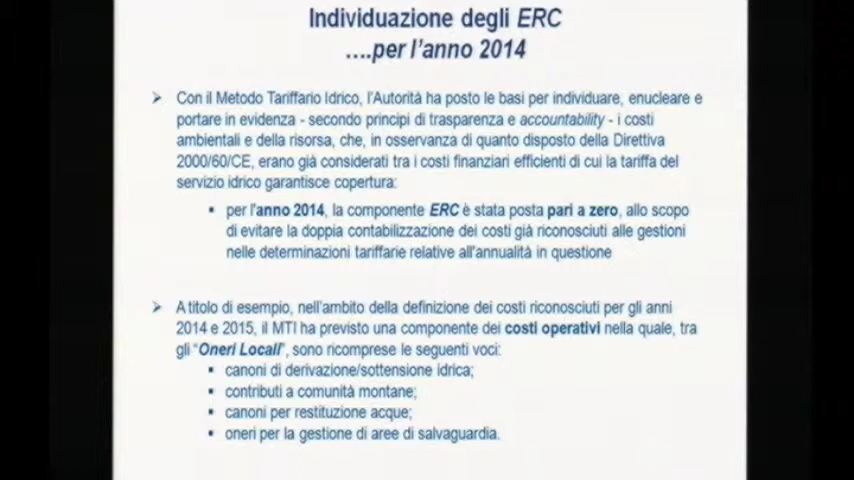 Individuazione degli ERC
....per l'anno 2014
➢ Con il Metodo Tariffario Idrico, l'Autorità ha posto le basi per individuare, enucleare e
portare in evidenza - secondo principi di trasparenza e accountability - i costi
ambientali e della risorsa, che, in osservanza di quanto disposto della Direttiva
2000/60/CE, erano già considerati tra i costi finanziari efficienti di cui la tariffa del
servizio idrico garantisce copertura:
▪ per l'anno 2014, la componente ERC è stata posta pari a zero, allo scopo
di evitare la doppia contabilizzazione dei costi già riconosciuti alle gestioni
nelle determinazioni tariffarie relative all'annualità in questione
➢ A titolo di esempio, nell'ambito della definizione dei costi riconosciuti per gli anni
2014 e 2015, il MTI ha previsto una componente dei costi operativi nella quale, tra
gli "Oneri Locali", sono ricomprese le seguenti voci:
▪ canoni di derivazione/sottensione idrica;
▪ contributi a comunità montane;
▪ canoni per restituzione acque;
▪ oneri per la gestione di aree di salvaguardia.